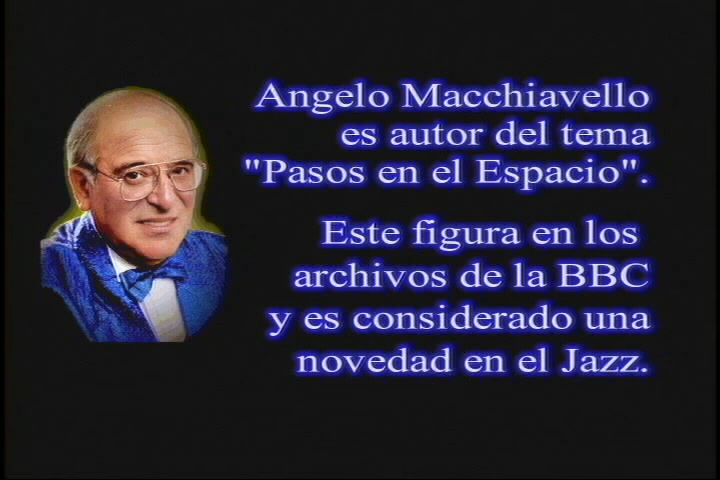 Angelo Macchiavello
es autor del tema
"Pasos en el Espacio".
Este figura en los
archivos de la BBC
y es considerado una
novedad en el Jazz.